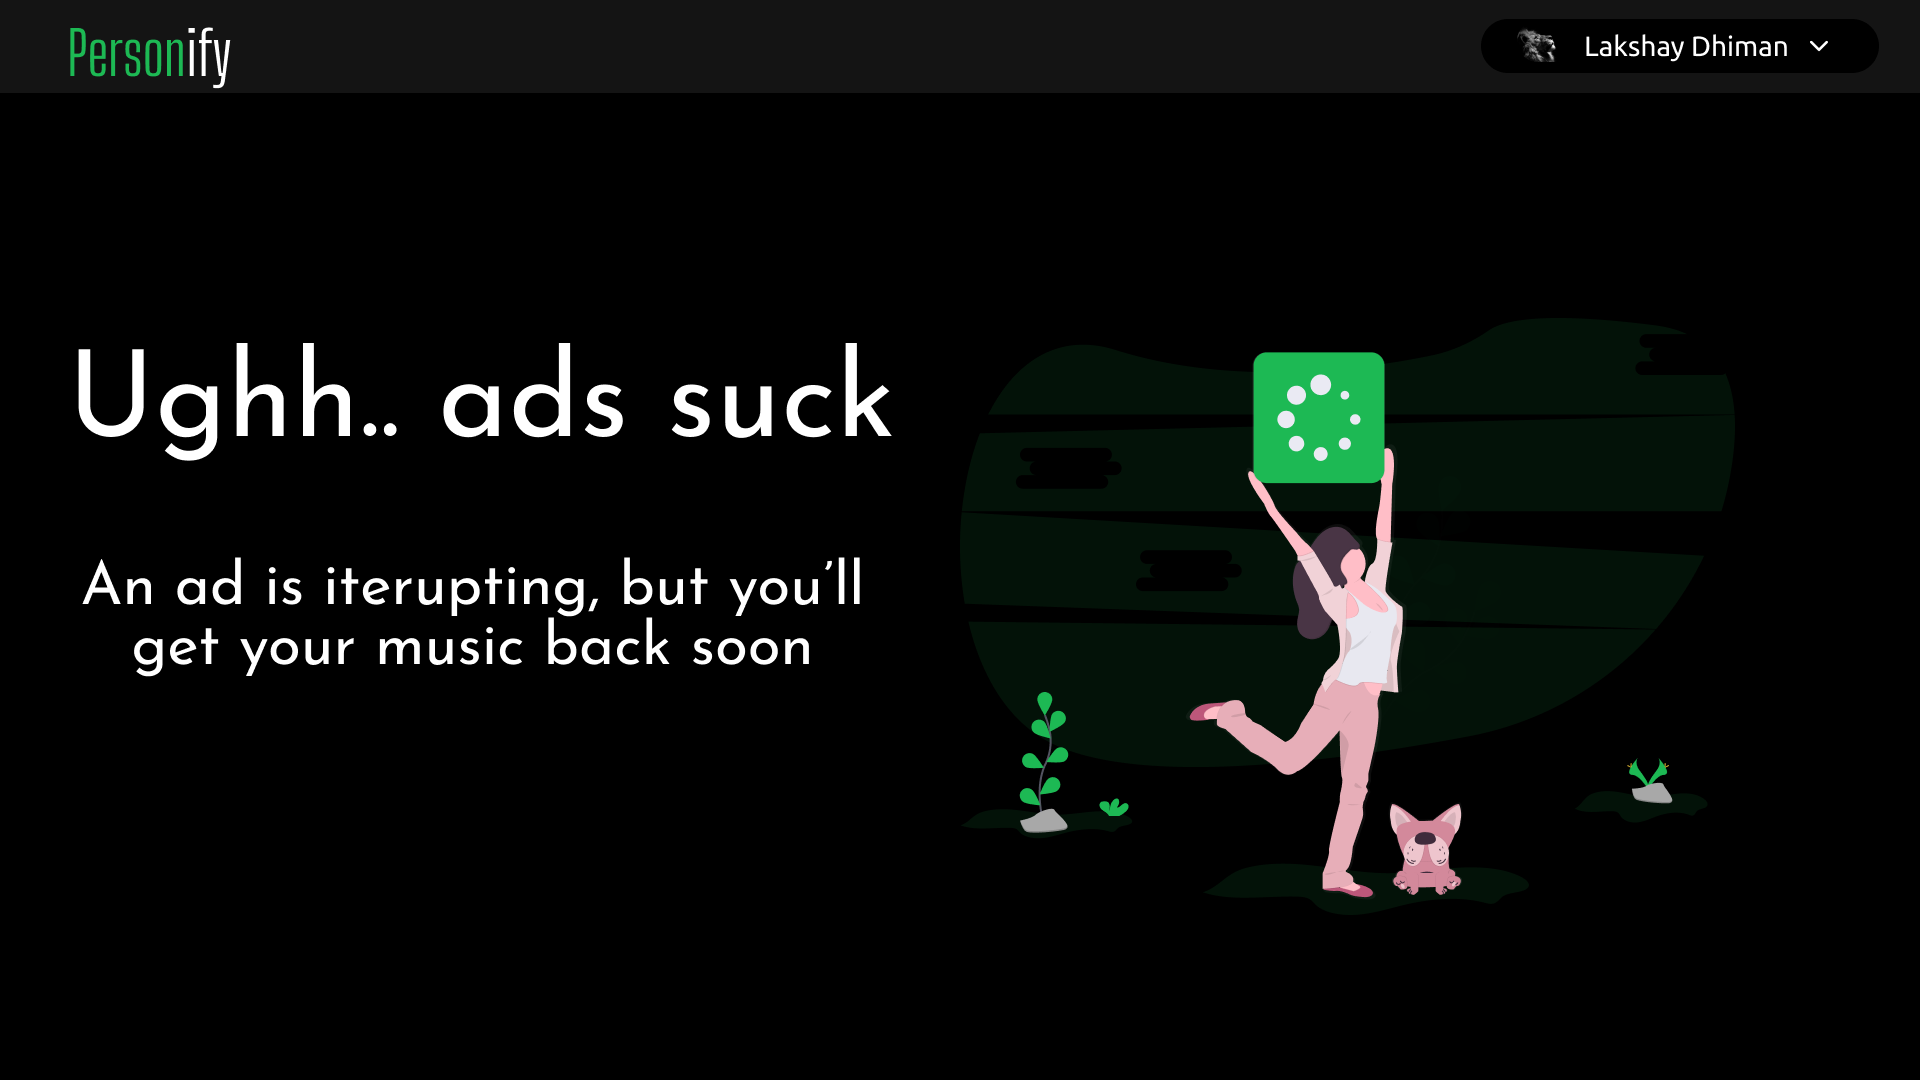 Personify
Lakshay Dhiman
Ughh.. ads suck
An ad is iterupting, but you’ll
get your music back soon